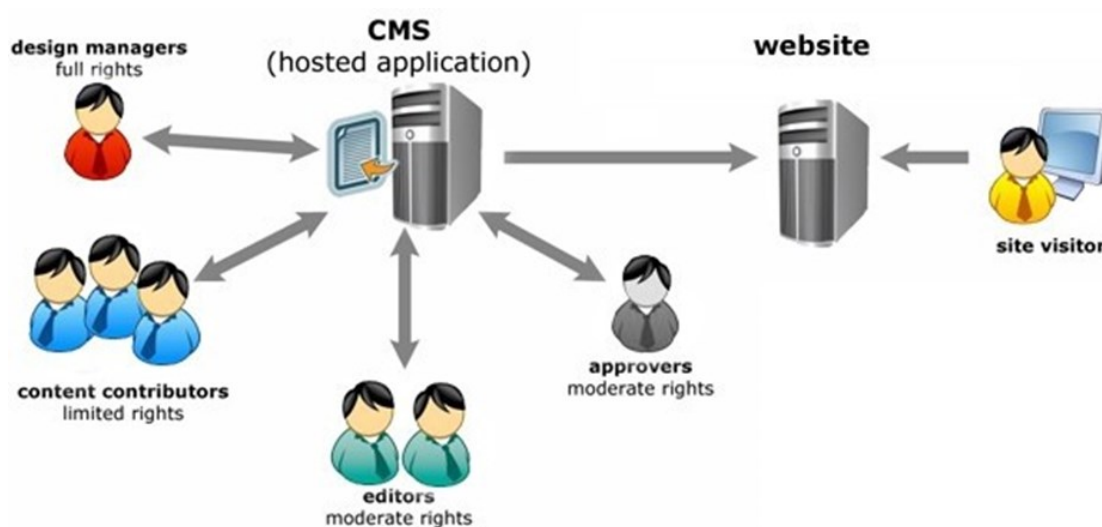 design managers
full rights
CMS
(hosted application)
website
site visitor
content contributors
limited rights
editors
moderate rights
approvers
moderate rights